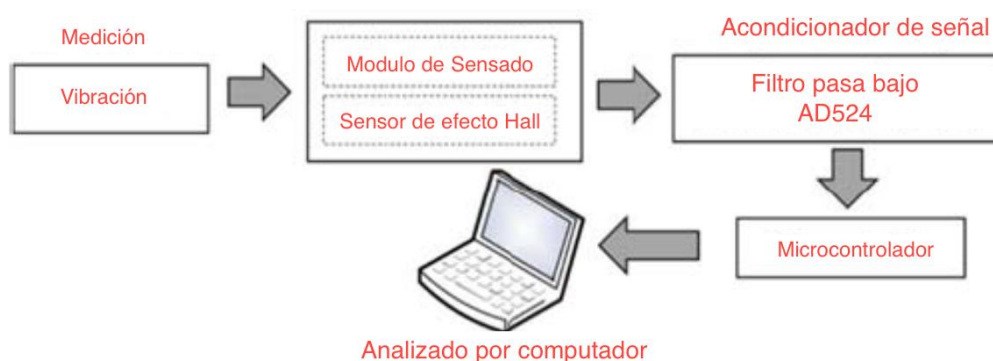 Medición
Vibración
Modulo de Sensado
Sensor de efecto Hall
Acondicionador de señal
Filtro pasa bajo
AD524
Microcontrolador
Analizado por computador